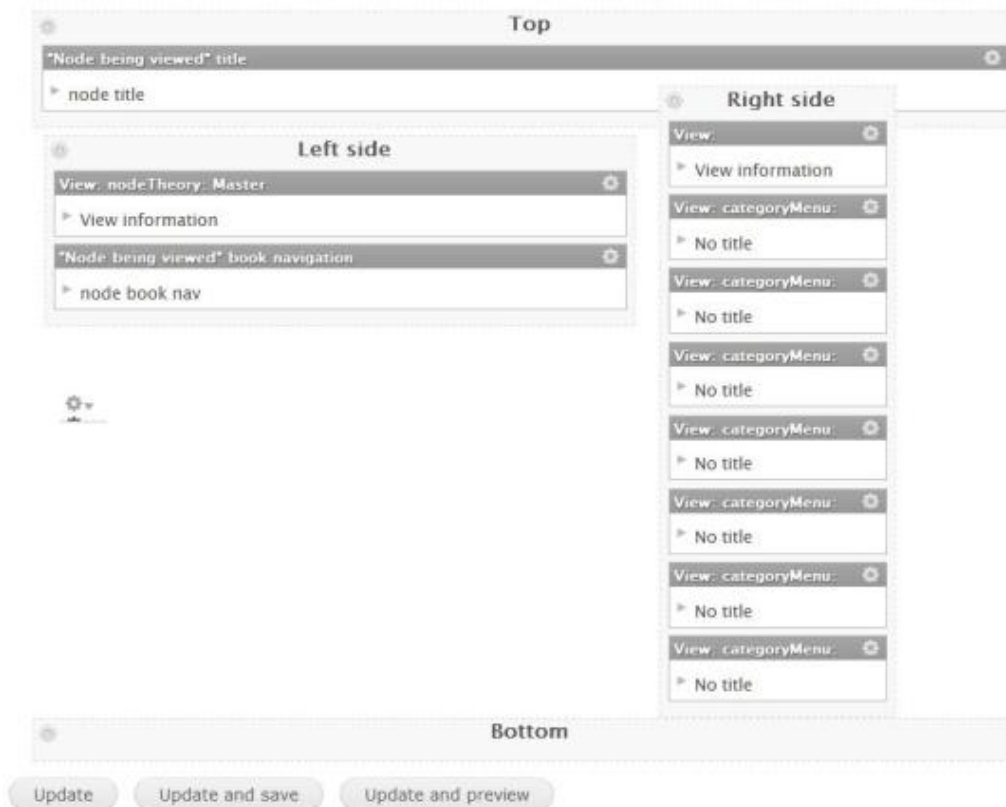 Top
"Node being viewed" title
node title
Left side
View: nodeTheory: Master
View information
"Node being viewed" book navigation
node book nav
Right side
View:
View information
View: categoryMenu:
No title
View: categoryMenu:
No title
View: categoryMenu:
No title
View: categoryMenu:
No title
View: categoryMenu:
No title
View: categoryMenu:
No title
View: categoryMenu:
No title
Bottom
Update
Update and save
Update and preview